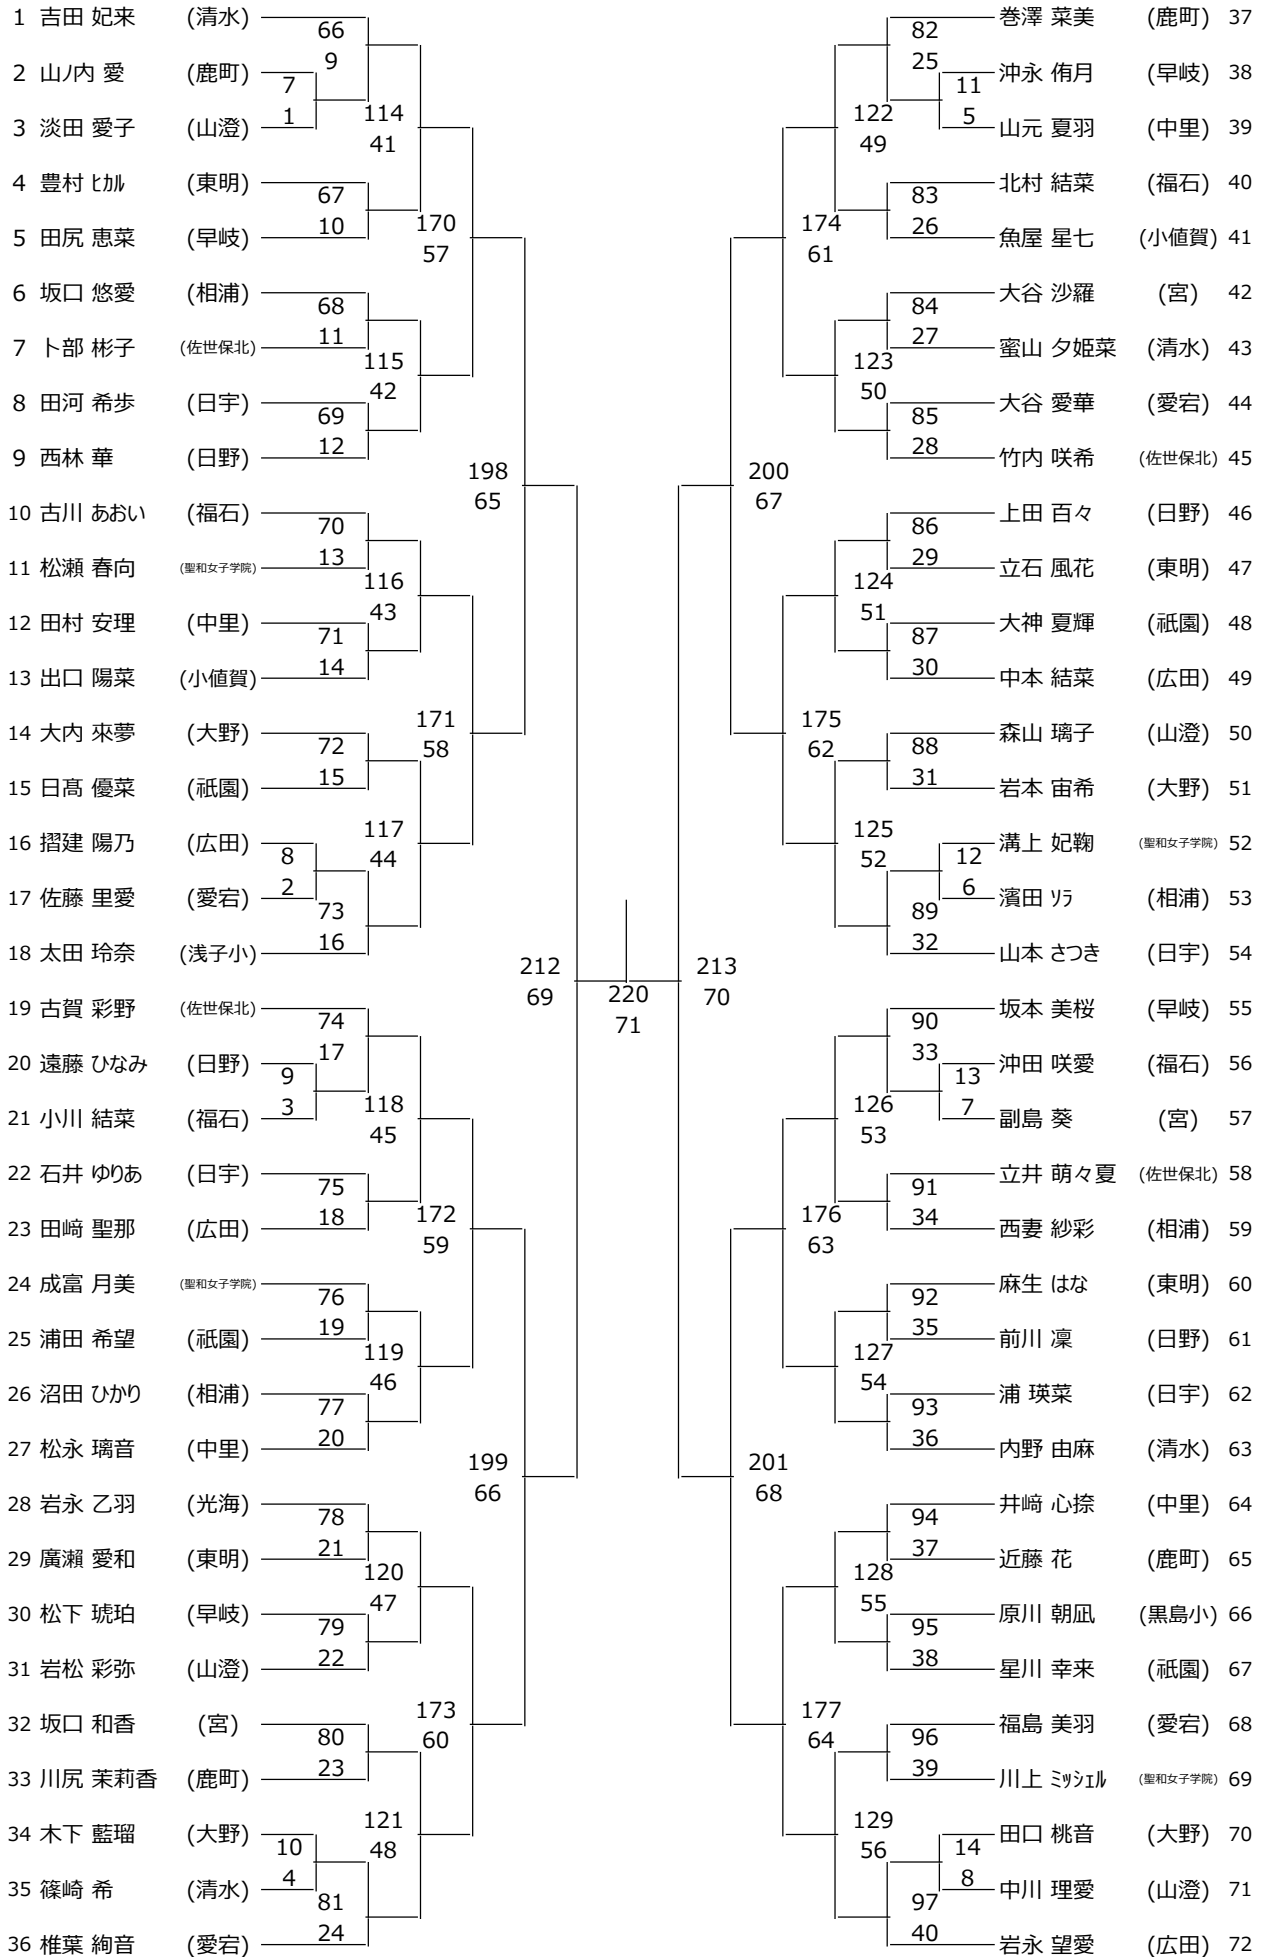 1 吉田 妃来 (清水)
66
9
2 山ノ内 愛 (鹿町)
7
1
3 淡田 愛子 (山澄)
114
41
4 豊村 ﾋｶﾙ (東明)
67
10
5 田尻 恵菜 (早岐)
170
57
6 坂口 悠愛 (相浦)
68
11
7 卜部 彬子 (佐世保北)
115
42
8 田河 希歩 (日宇)
69
12
9 西林 華 (日野)
198
65
10 古川 あおい (福石)
70
13
11 松瀬 春向 (聖和女子学院)
116
43
12 田村 安理 (中里)
71
14
13 出口 陽菜 (小値賀)
171
58
14 大内 來夢 (大野)
72
15
15 日髙 優菜 (祇園)
117
44
16 摺建 陽乃 (広田)
8
2
17 佐藤 里愛 (愛宕)
73
16
18 太田 玲奈 (浅子小)
212
69
19 古賀 彩野 (佐世保北)
74
17
20 遠藤 ひなみ (日野)
9
3
21 小川 結菜 (福石)
118
45
22 石井 ゆりあ (日宇)
75
18
23 田﨑 聖那 (広田)
172
59
24 成富 月美 (聖和女子学院)
76
19
25 浦田 希望 (祇園)
119
46
26 沼田 ひかり (相浦)
77
20
27 松永 璃音 (中里)
199
66
28 岩永 乙羽 (光海)
78
21
29 廣瀨 愛和 (東明)
120
47
30 松下 琥珀 (早岐)
79
22
31 岩松 彩弥 (山澄)
173
60
32 坂口 和香 (宮)
80
23
33 川尻 茉莉香 (鹿町)
121
48
34 木下 藍瑠 (大野)
10
4
35 篠崎 希 (清水)
81
24
36 椎葉 絢音 (愛宕)
220
71
巻澤 菜美 (鹿町) 37
82
25
沖永 侑月 (早岐) 38
11
5
山元 夏羽 (中里) 39
122
49
北村 結菜 (福石) 40
83
26
魚屋 星七 (小値賀) 41
174
61
大谷 沙羅 (宮) 42
84
27
蜜山 夕姫菜 (清水) 43
123
50
大谷 愛華 (愛宕) 44
85
28
竹内 咲希 (佐世保北) 45
200
67
上田 百々 (日野) 46
86
29
立石 風花 (東明) 47
124
51
大神 夏輝 (祇園) 48
87
30
中本 結菜 (広田) 49
175
62
森山 璃子 (山澄) 50
88
31
岩本 宙希 (大野) 51
125
52
溝上 妃鞠 (聖和女子学院) 52
12
6
濱田 ｿﾗ (相浦) 53
89
32
山本 さつき (日宇) 54
213
70
坂本 美桜 (早岐) 55
90
33
沖田 咲愛 (福石) 56
13
7
副島 葵 (宮) 57
126
53
立井 萌々夏 (佐世保北) 58
91
34
西妻 紗彩 (相浦) 59
176
63
麻生 はな (東明) 60
92
35
前川 凜 (日野) 61
127
54
浦 瑛菜 (日宇) 62
93
36
内野 由麻 (清水) 63
201
68
井﨑 心捺 (中里) 64
94
37
近藤 花 (鹿町) 65
128
55
原川 朝凪 (黒島小) 66
95
38
星川 幸来 (祇園) 67
177
64
福島 美羽 (愛宕) 68
96
39
川上 ﾐｯｼｪﾙ (聖和女子学院) 69
129
56
田口 桃音 (大野) 70
14
8
中川 理愛 (山澄) 71
97
40
岩永 望愛 (広田) 72